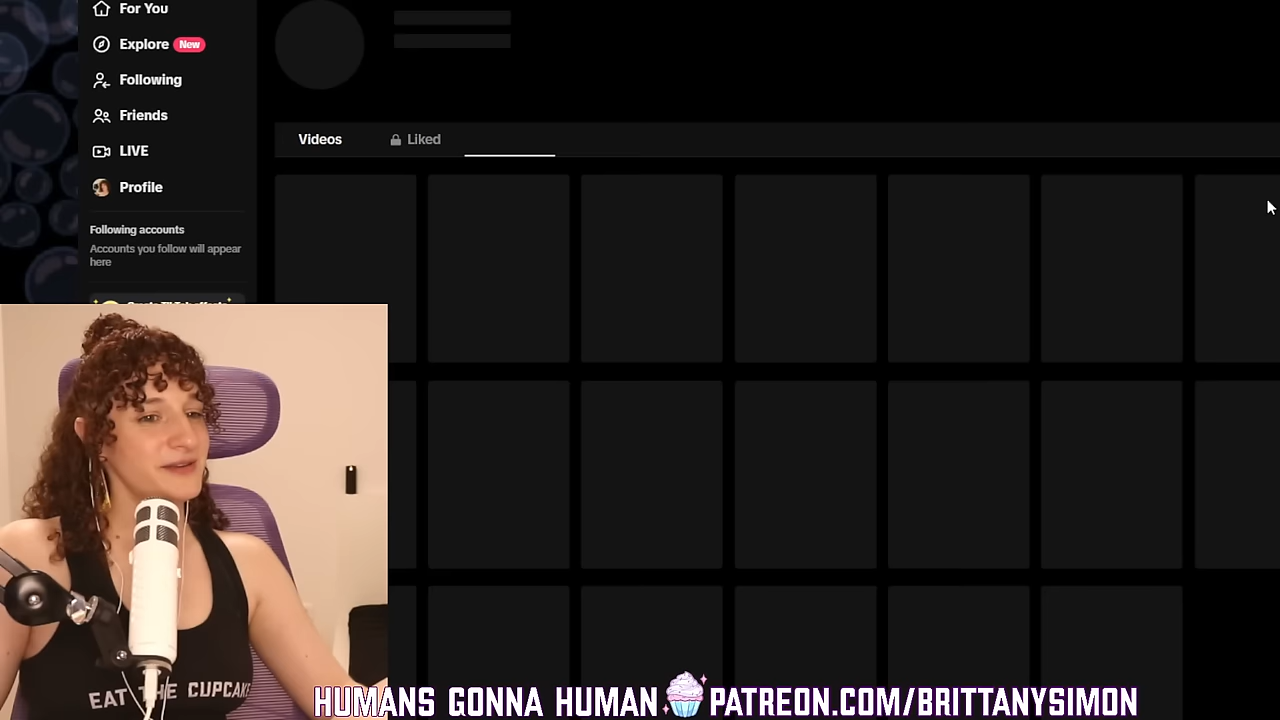 For You
Explore New
Following
Friends
LIVE
Profile
Following accounts
Accounts you follow will appear
here
Videos
Liked
EAT THE CUPCAKE
HUMANS GONNA HUMAN PATREON.COM/BRITTANYSIMON